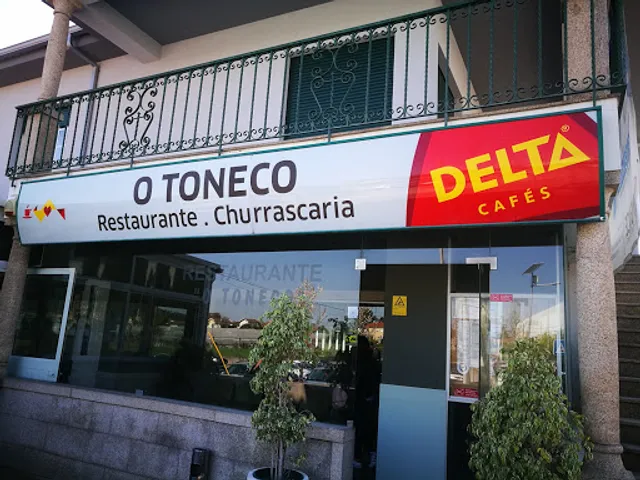 O TONECO
Restaurante . Churrascaria
DELTA®
CAFÉS
RESTAURANTE
O TONECO